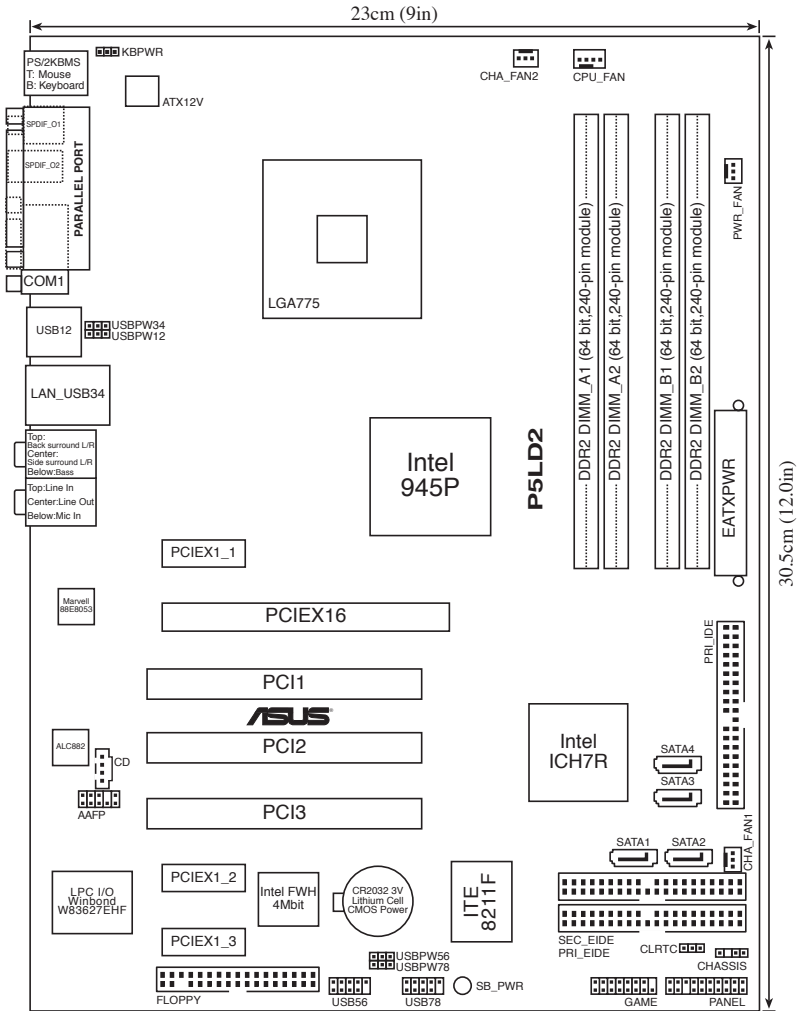 23cm (9in)
KBPWR
PS/2KBMS
T: Mouse
B: Keyboard
ATX12V
CHA_FAN2
CPU_FAN
SPDIF_O1
SPDIF_O2
PARALLEL PORT
PWR_FAN
COM1
LGA775
USB12
USBPW34
USBPW12
LAN_USB34
DDR2 DIMM_A1 (64 bit,240-pin module)
DDR2 DIMM_A2 (64 bit,240-pin module)
DDR2 DIMM_B1 (64 bit,240-pin module)
DDR2 DIMM_B2 (64 bit,240-pin module)
Top:
Back surround L/R
Center:
Side surround L/R
Below:Bass
Top:Line In
Center:Line Out
Below:Mic In
Intel
945P
P5LD2
EATXPWR
30.5cm (12.0in)
PCIEX1_1
Marvell
88E8053
PCIEX16
PRI_IDE
PCI1
ASUS
ALC882
CD
PCI2
Intel
ICH7R
SATA4
SATA3
AAFP
PCI3
SATA1
SATA2
CHA_FAN1
LPC I/O
Winbond
W83627EHF
PCIEX1_2
Intel FWH
4Mbit
CR2032 3V
Lithium Cell
CMOS Power
ITE
8211F
PCIEX1_3
SEC_EIDE
PRI_EIDE
CLRTC
CHASSIS
USBPW56
USBPW78
FLOPPY
USB56
USB78
SB_PWR
GAME
PANEL